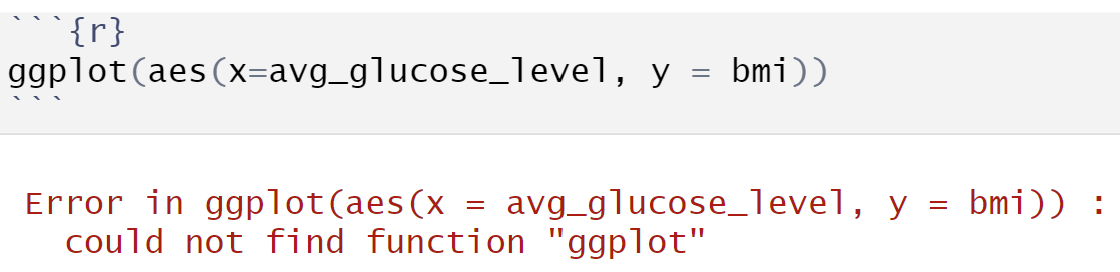 ```{r}
ggplot(aes(x=avg_glucose_level, y = bmi))
```
Error in ggplot(aes(x = avg_glucose_level, y = bmi)) :
could not find function "ggplot"